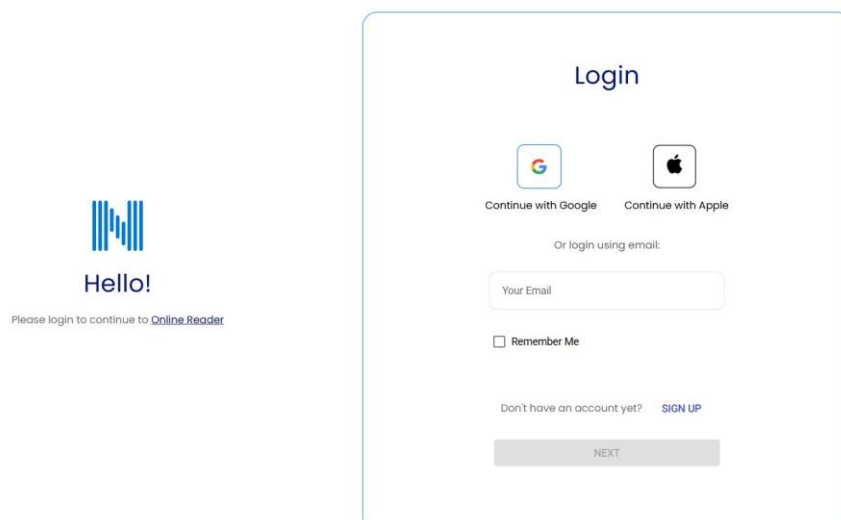 Hello!
Please login to continue to Online Reader
Login
Continue with Google
Continue with Apple
Or login using email:
Your Email
Remember Me
Don't have an account yet? SIGN UP
NEXT